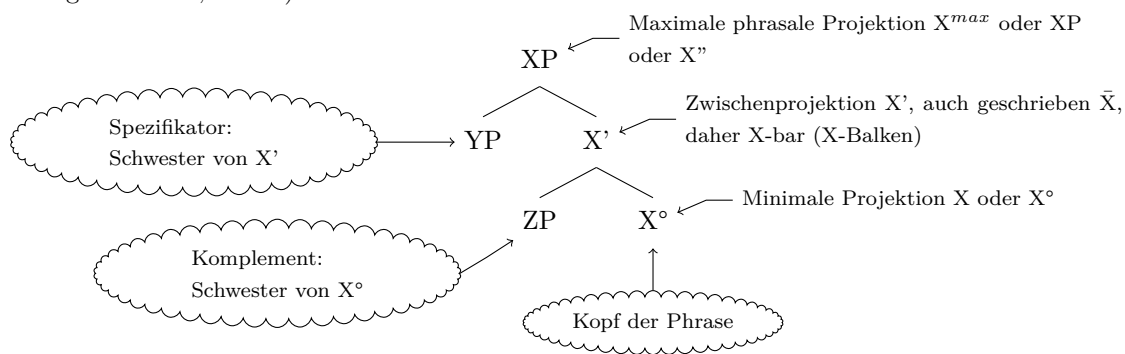 Maximale phrasale Projektion X^max oder XP
oder X”
XP
Zwischenprojektion X’, auch geschrieben X̄,
daher X-bar (X-Balken)
Spezifikator:
Schwester von X’
YP
X’
Minimale Projektion X oder X°
ZP
X°
Komplement:
Schwester von X°
Kopf der Phrase